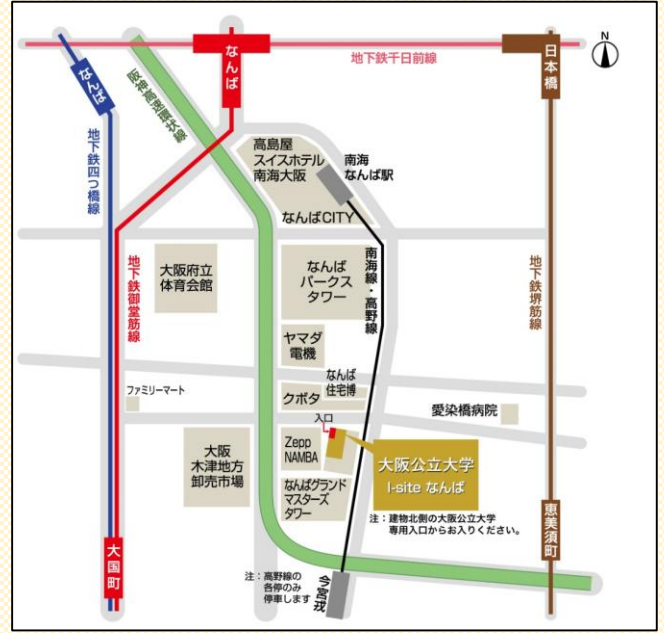 なんば
なんば
地下鉄千日前線
日本橋
N
阪神高速環状線
地下鉄四つ橋線
高島屋
スイスホテル
南海大阪
南海
なんば駅
なんばCITY
地下鉄御堂筋線
大阪府立
体育会館
なんば
パークス
タワー
南海線・高野線
地下鉄堺筋線
ヤマダ
電機
なんば
住宅博
ファミリーマート
クボタ
入口
愛染橋病院
大阪
木津地方
卸売市場
Zepp
NAMBA
大阪公立大学
I-site なんば
なんばグランド
マスターズ
タワー
注：建物北側の大阪公立大学
専用入口からお入りください。
大国町
恵美須町
注：高野線の
各停のみ
停車します
今宮戎